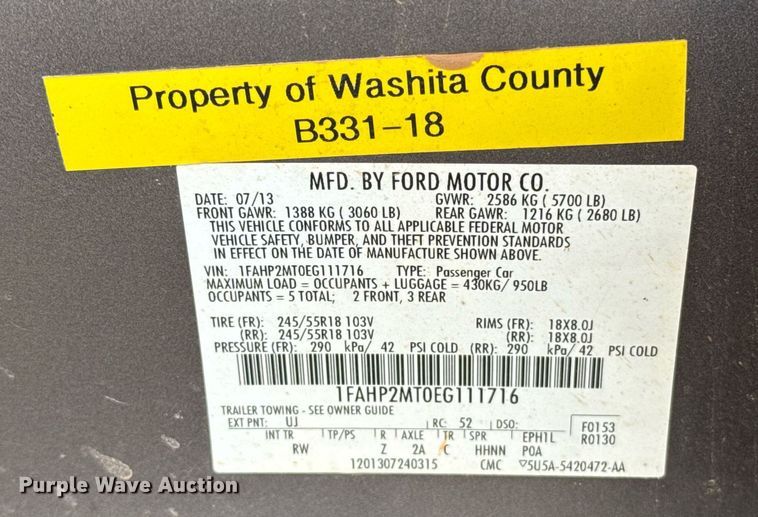 Property of Washita County
B331-18
MFD. BY FORD MOTOR CO.
DATE: 07/13 GVWR: 2586 KG ( 5700 LB)
FRONT GAWR: 1388 KG ( 3060 LB) REAR GAWR: 1216 KG ( 2680 LB)
THIS VEHICLE CONFORMS TO ALL APPLICABLE FEDERAL MOTOR
VEHICLE SAFETY, BUMPER, AND THEFT PREVENTION STANDARDS
IN EFFECT ON THE DATE OF MANUFACTURE SHOWN ABOVE.
VIN: 1FAHP2MT0EG111716 TYPE: Passenger Car
MAXIMUM LOAD = OCCUPANTS + LUGGAGE = 430KG/ 950LB
OCCUPANTS = 5 TOTAL; 2 FRONT, 3 REAR
TIRE (FR): 245/55R18 103V RIMS (FR): 18X8.0J
(RR): 245/55R18 103V (RR): 18X8.0J
PRESSURE (FR): 290 kPa/ 42 PSI COLD (RR): 290 kPa/ 42 PSI COLD
1FAHP2MT0EG111716
TRAILER TOWING - SEE OWNER GUIDE
EXT PNT: UJ RC: 52 DSO: F0153
INT TR TP/PS R AXLE TR SPR EPH1L R0130
RW Z 2A C HHNN POA
1201307240315 CMC ▽5U5A-5420472-AA
Purple Wave Auction